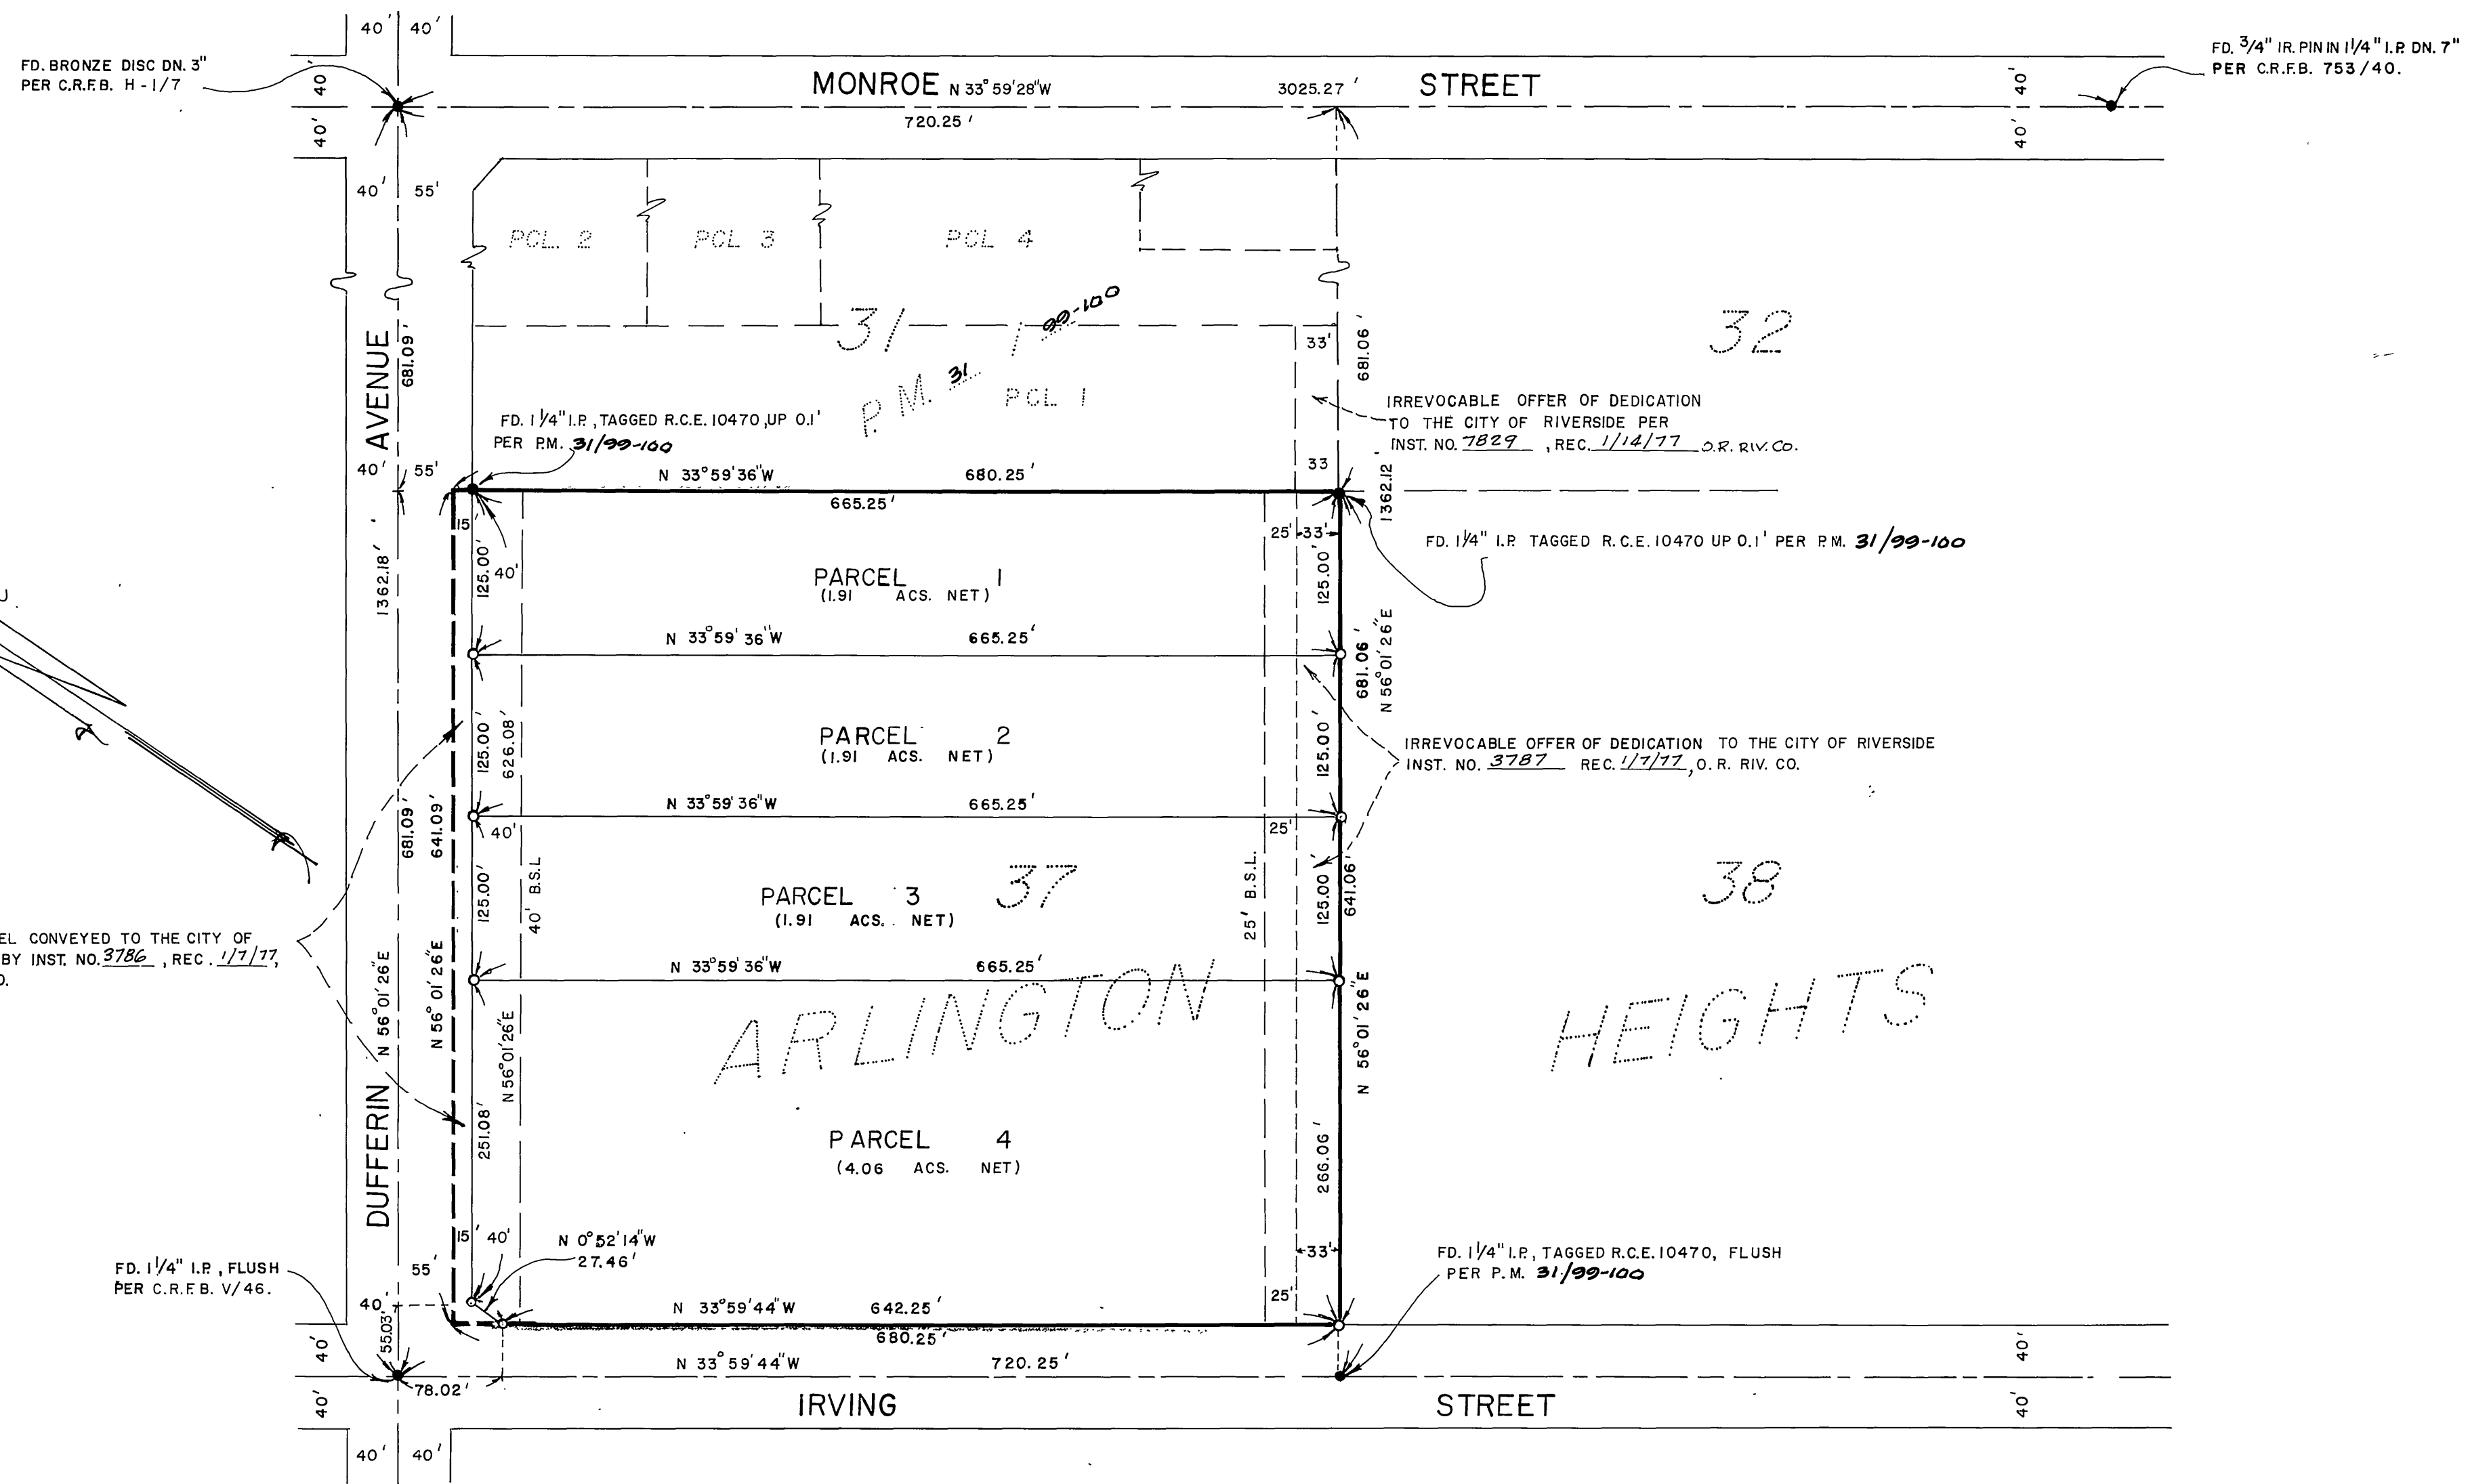 40' 40'
FD. BRONZE DISC DN. 3"
PER C.R.F.B. H-1/7
40'
40'
MONROE N 33°59'28"W 3025.27' STREET
720.25'
40'
40'
FD. 3/4" IR. PIN IN 1 1/4" I.P. DN. 7"
PER C.R.F.B. 753/40.
40' 55'
PCL. 2 PCL 3 PCL 4
31
1
99-100
P.M. 31
PCL 1
32
33'
681.06'
681.09'
AVENUE
IRREVOCABLE OFFER OF DEDICATION
TO THE CITY OF RIVERSIDE PER
INST. NO. 7829, REC. 1/14/77 O.R. RIV. CO.
FD. 1 1/4" I.P., TAGGED R.C.E. 10470, UP 0.1'
PER P.M. 31/99-100
40' 55'
N 33°59'36"W 680.25'
33
665.25'
1362.12
15'
25' 33'
FD. 1 1/4" I.P. TAGGED R.C.E. 10470 UP 0.1' PER P.M. 31/99-100
1362.18'
125.00'
40'
PARCEL 1
(1.91 ACS. NET)
125.00'
N 33°59'36"W 665.25'
681.06'
N 56°01'26"E
125.00'
626.08'
PARCEL 2
(1.91 ACS. NET)
125.00'
IRREVOCABLE OFFER OF DEDICATION TO THE CITY OF RIVERSIDE
INST. NO. 3787 REC. 1/7/77, O.R. RIV. CO.
N 33°59'36"W 665.25'
681.09'
641.09'
40'
25'
125.00'
40' B.S.L.
PARCEL 3
(1.91 ACS. NET)
37
25' B.S.L.
125.00'
641.06'
38
EL CONVEYED TO THE CITY OF
BY INST. NO. 3786, REC. 1/7/77,
O.
N 56°01'26"E
N 56°01'26"E
N 33°59'36"W 665.25'
N 56°01'26"E
N 56°01'26"E
ARLINGTON HEIGHTS
DUFFERIN
251.08'
PARCEL 4
(4.06 ACS. NET)
266.06'
15' 40'
N 0°52'14"W
27.46'
33'
FD. 1 1/4" I.P., TAGGED R.C.E. 10470, FLUSH
PER P.M. 31/99-100
FD. 1 1/4" I.P., FLUSH
PER C.R.F.B. V/46.
55'
40'
55.03'
25'
N 33°59'44"W 642.25'
680.25'
40'
40'
N 33°59'44"W 720.25'
78.02'
40'
IRVING STREET
40'
40' 40'